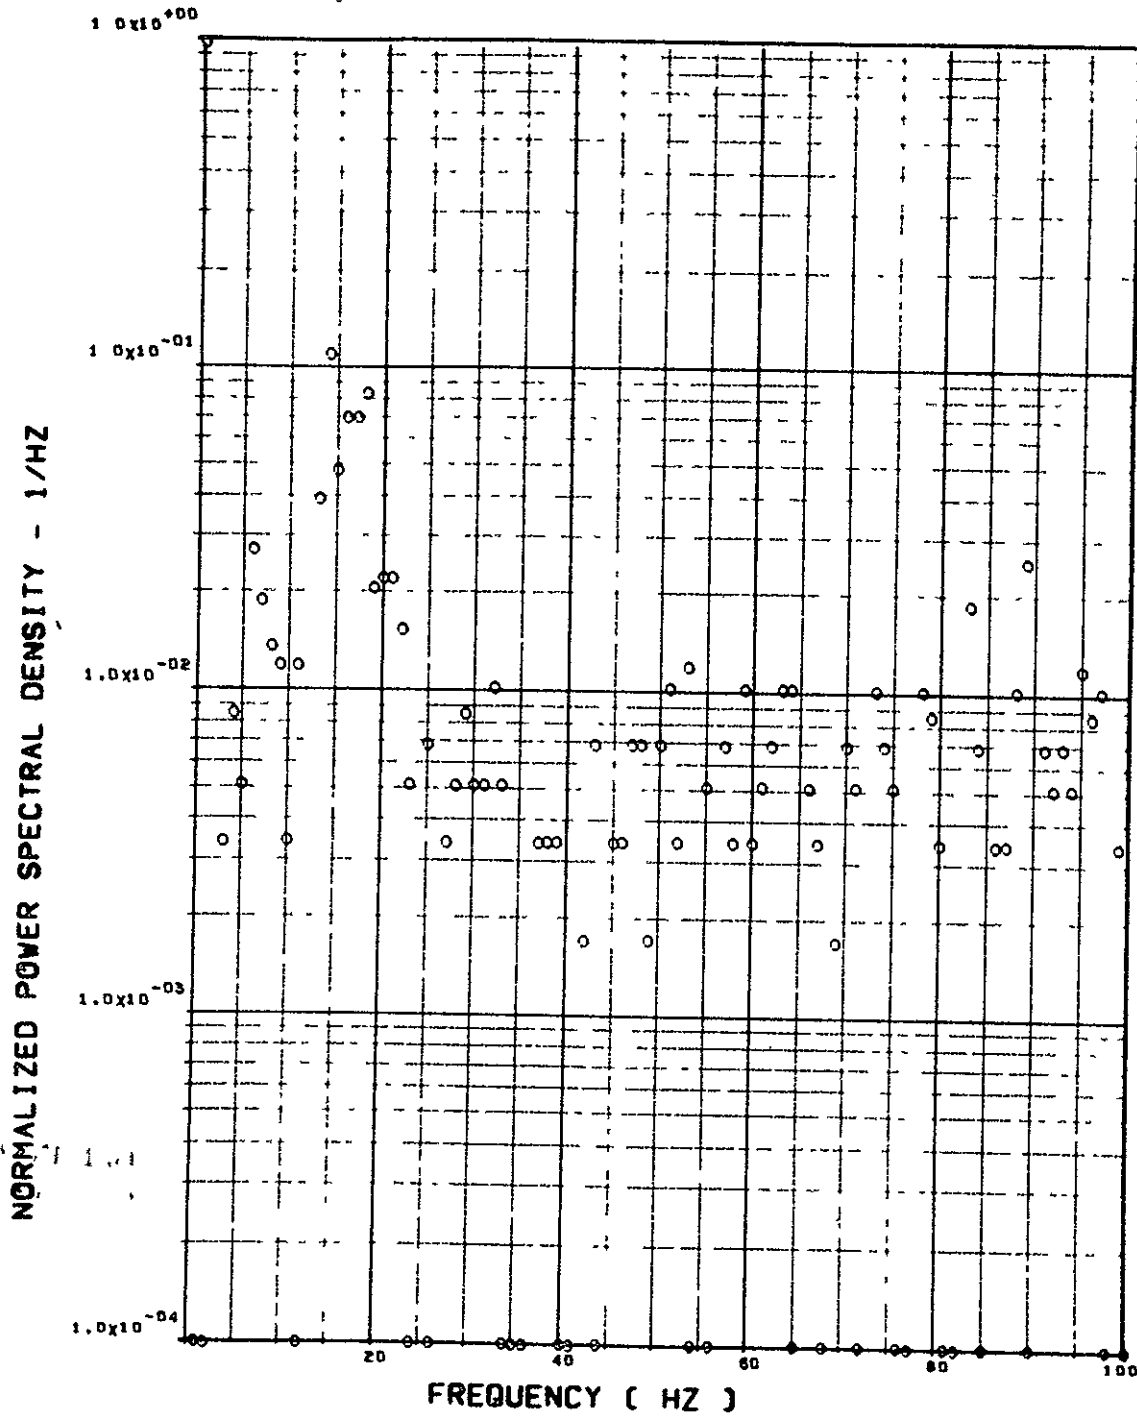 1 0x10+00
1 0x10-01
1.0x10-02
1.0x10-03
1.0x10-04
NORMALIZED POWER SPECTRAL DENSITY - 1/HZ
20 40 60 80 100
FREQUENCY ( HZ )